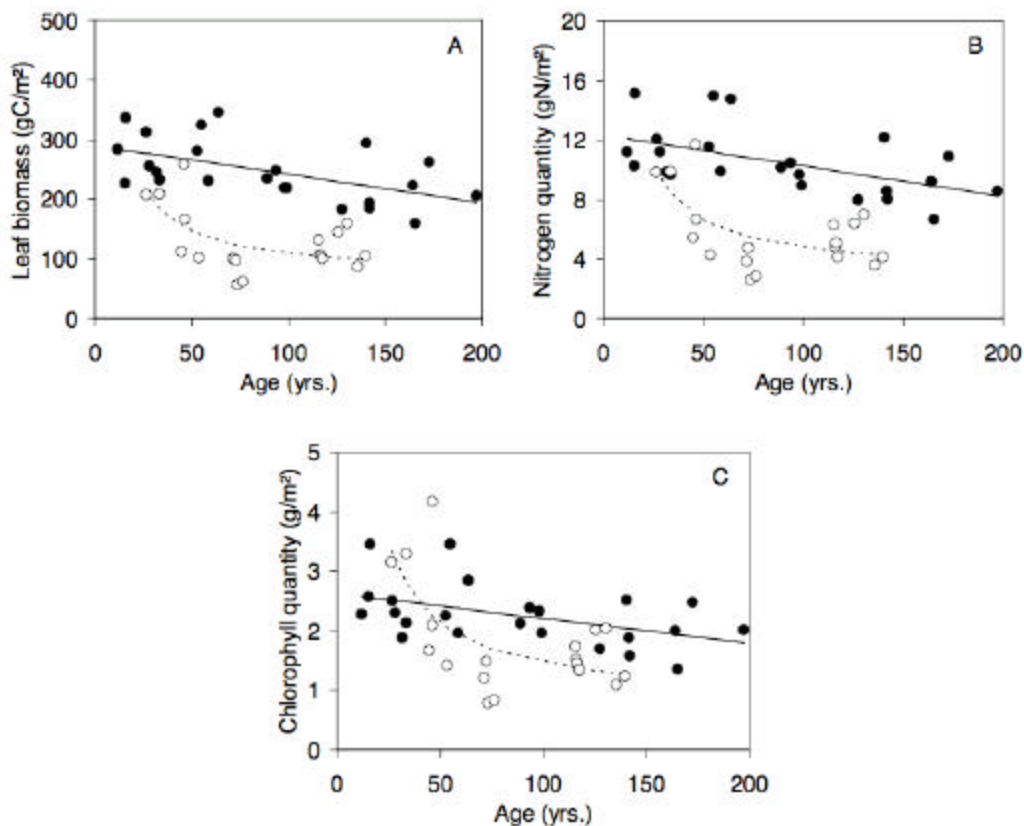 A
Leaf biomass (gC/m²)
500
400
300
200
100
0
0 50 100 150 200
Age (yrs.)
B
Nitrogen quantity (gN/m²)
20
16
12
8
4
0
0 50 100 150 200
Age (yrs.)
C
Chlorophyll quantity (g/m²)
5
4
3
2
1
0
0 50 100 150 200
Age (yrs.)